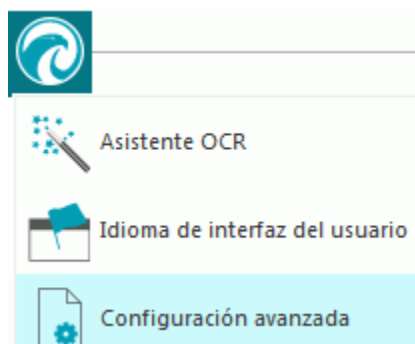 Asistente OCR
Idioma de interfaz del usuario
Configuración avanzada